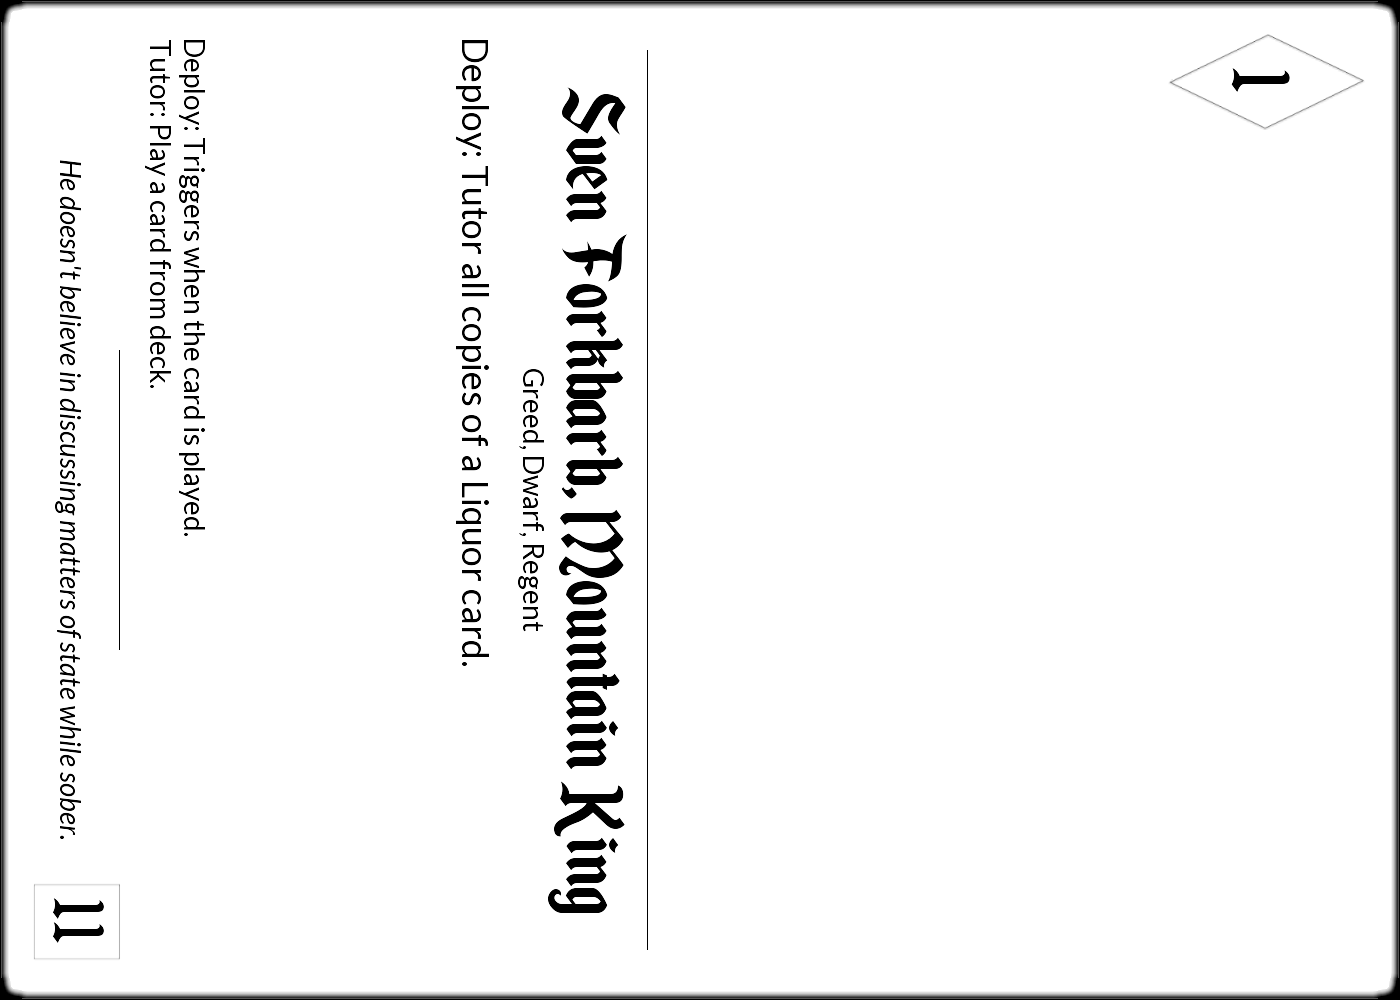 1
Sven Forkbarb, Mountain King
Greed, Dwarf, Regent
Deploy: Tutor all copies of a Liquor card.
Deploy: Triggers when the card is played.
Tutor: Play a card from deck.
He doesn't believe in discussing matters of state while sober.
11